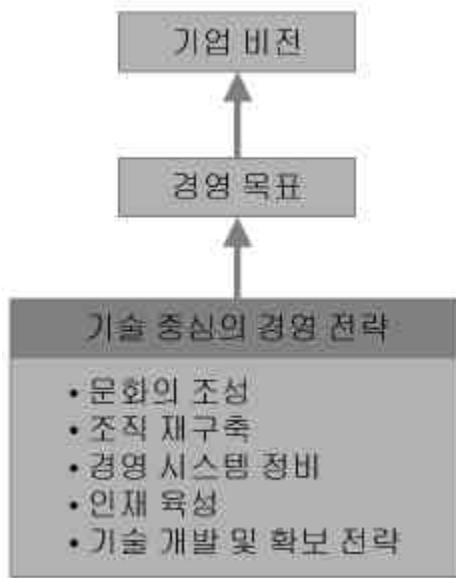 기업 비전
경영 목표
기술 중심의 경영 전략
• 문화의 조성
• 조직 재구축
• 경영 시스템 정비
• 인재 육성
• 기술 개발 및 확보 전략